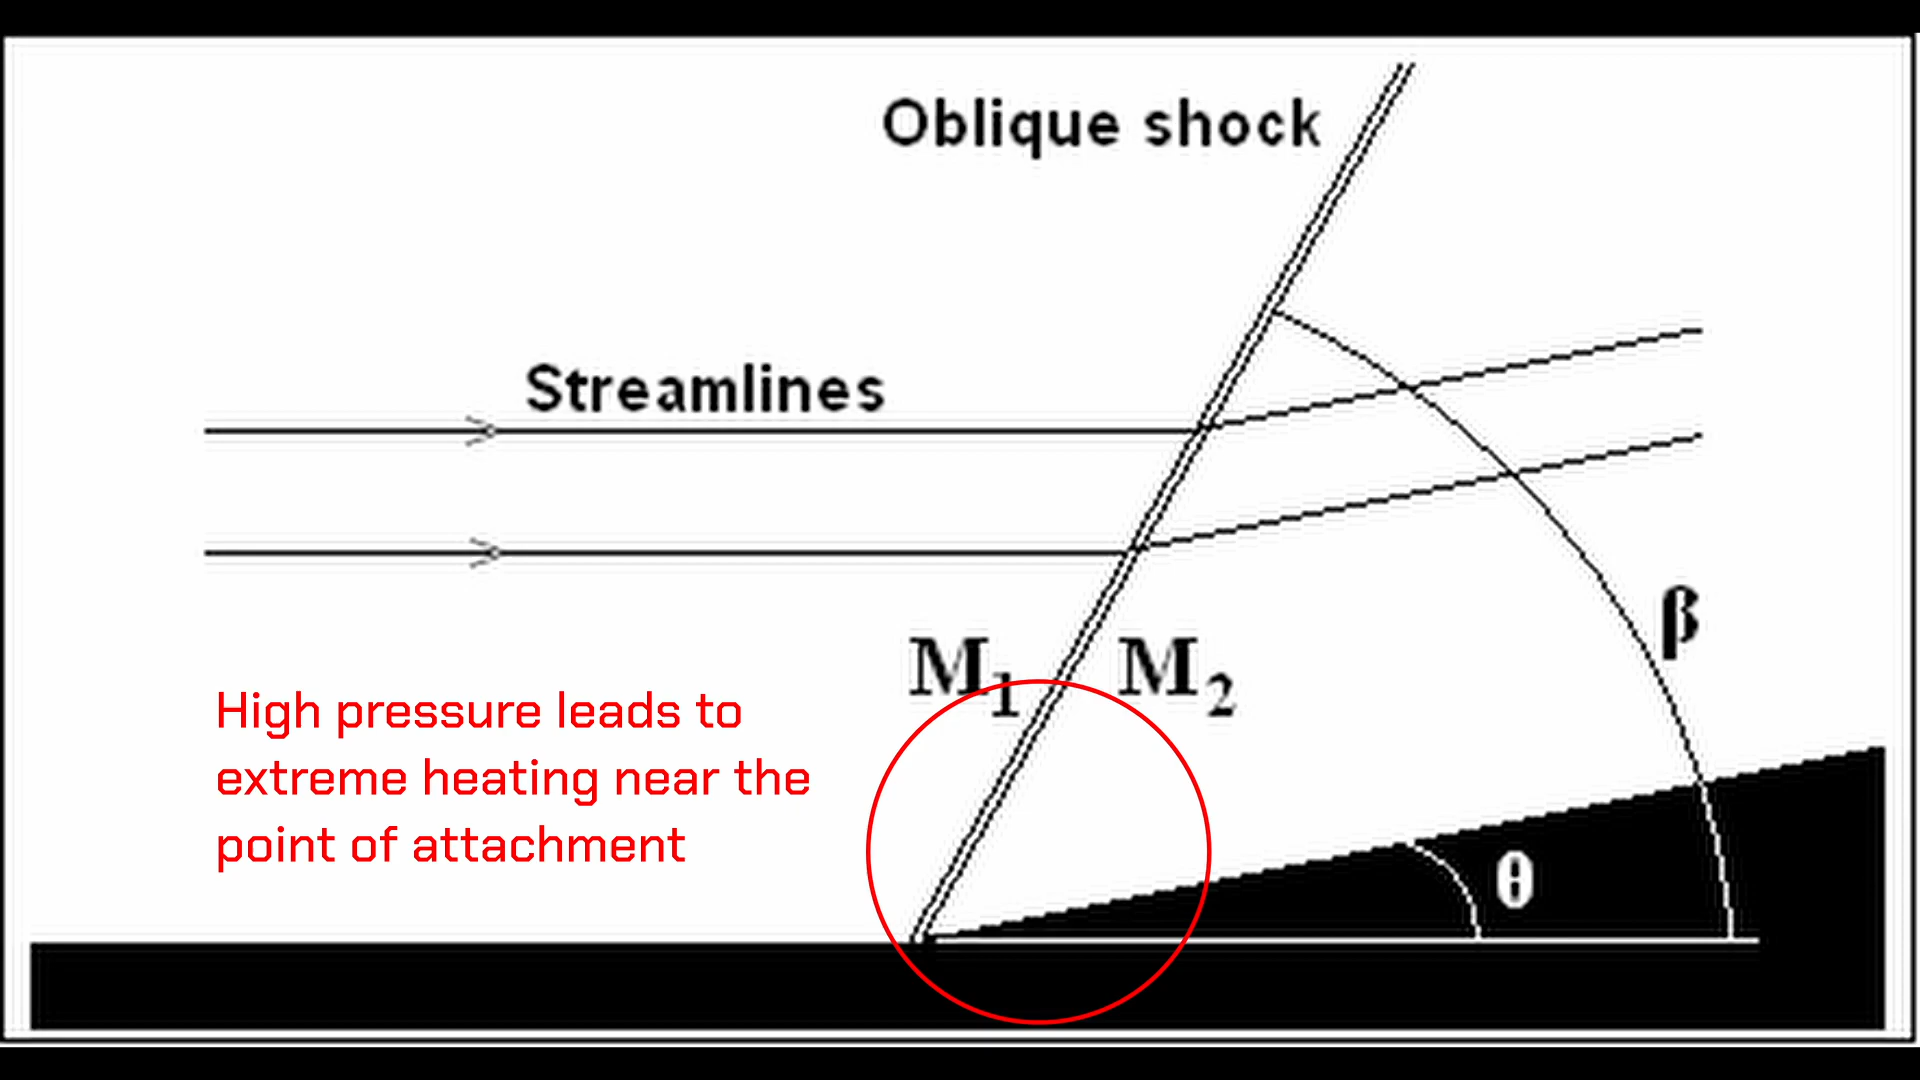 Oblique shock
Streamlines
β
M1 M2
High pressure leads to
extreme heating near the
point of attachment
θ